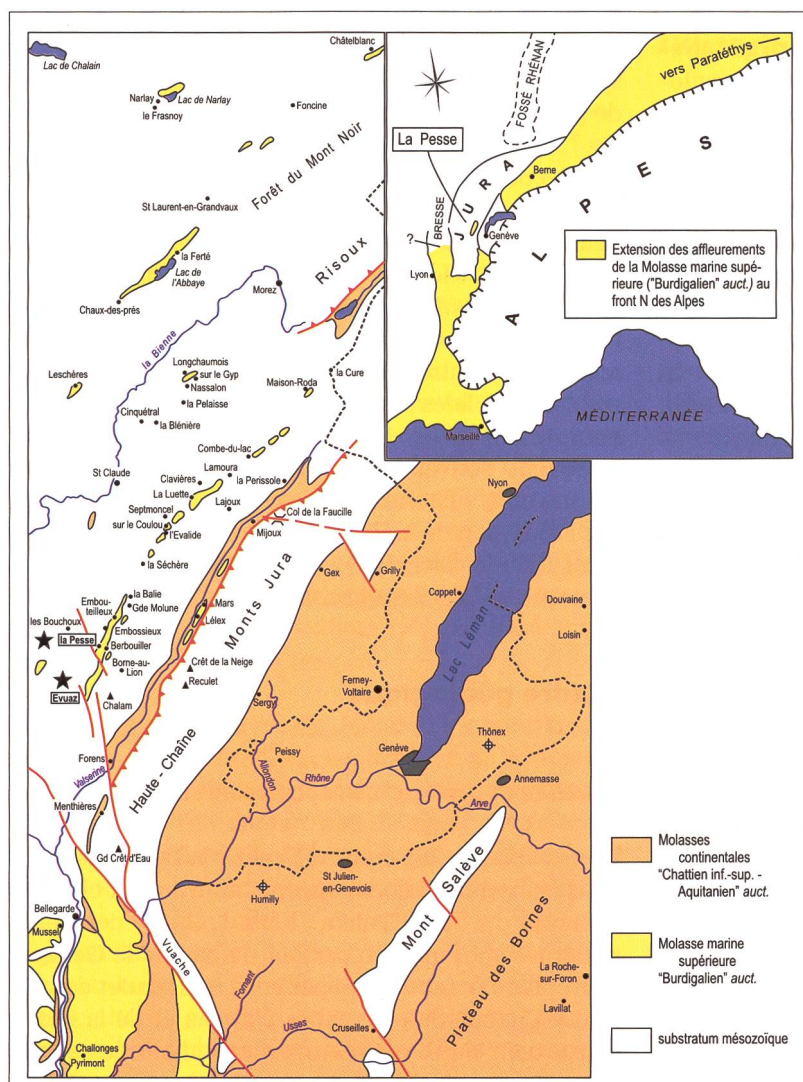 Châtelblanc
Lac de Chalain
Narlay
Lac de Narlay
le Frasnoy
Foncine
Forêt du Mont Noir
St Laurent-en-Grandvaux
la Ferté
Lac de
l'Abbaye
Chaux-des-prés
Risoux
Morez
la Bienne
Leschères
Longchaumois
sur le Gyp
Nassalon
la Pelaisse
Maison-Roda
la Cure
Cinquétral
la Blénière
Combe-du-lac
St Claude
Lamoura
Clavières
la Perissole
La Luette
Lajoux
Septmoncel
sur le Coulou
l'Evalide
Col de la Faucille
Mijoux
la Séchère
Gex
Grilly
Monts Jura
la Balie
Gde Moiune
Embou-
teilleux
les Bouchoux
Embossieux
la Pesse
Berbouiller
Borne-au-
Lion
Evuaz
Chalam
Mars
Lélex
Crêt de la Neige
Reculet
Haute-Chaîne
Sergy
Forens
Valserine
Menthières
Gd Crêt d'Eau
Bellegarde
Mussel
Challonges
Pyrimont
Vuache
Nyon
Coppet
Lac Léman
Douvaine
Loisin
Ferney-
Voltaire
Genève
Thônex
Annemasse
Peissy
Allondon
Rhône
Arve
St Julien-
en-Genevois
Humilly
Mont Salève
Plateau des Bornes
Fornant
Usses
Cruseilles
La Roche-
sur-Foron
Lavillat
vers Paratéthys
FOSSÉ RHÉNAN
La Pesse
JURA
BRESSE
?
Berne
Genève
Lyon
ALPES
Extension des affleurements
de la Molasse marine supé-
rieure ("Burdigalien" auct.) au
front N des Alpes
MÉDITERRANÉE
Marseille
Molasses
continentales
"Chattien inf.-sup. -
Aquitanien" auct.
Molasse marine
supérieure
"Burdigalien" auct.
substratum mésozoïque